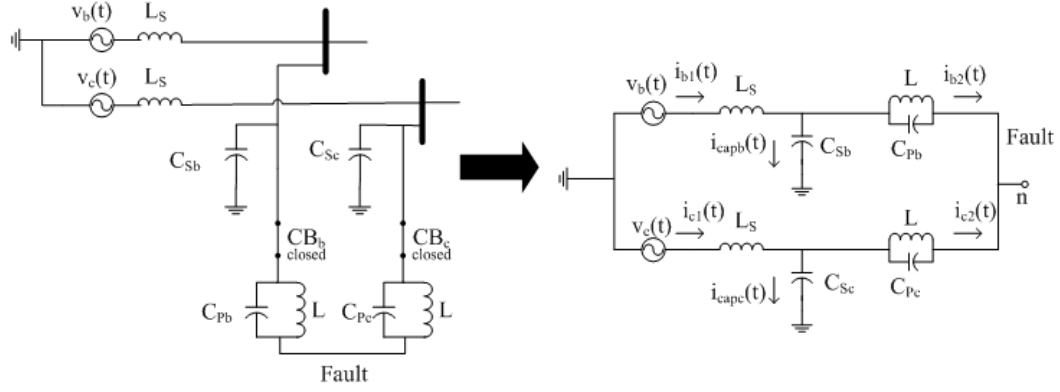 v_b(t)
L_S
v_c(t)
L_S
C_Sb
C_Sc
CB_b
closed
CB_c
closed
C_Pb
L
C_Pc
L
Fault
v_b(t)
i_b1(t)
L_S
L
i_b2(t)
i_capb(t)
C_Sb
C_Pb
Fault
n
v_c(t)
i_c1(t)
L_S
L
i_c2(t)
i_capc(t)
C_Sc
C_Pc